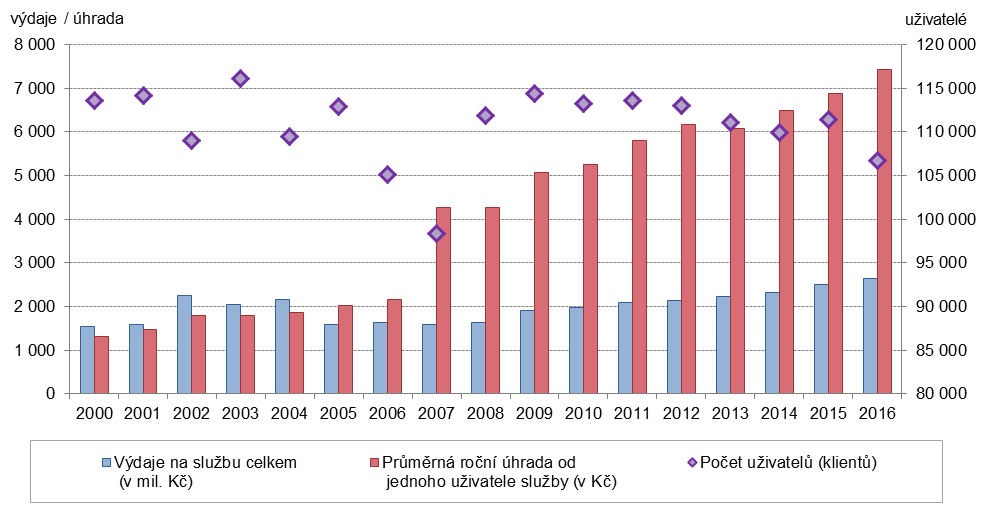 výdaje / úhrada
uživatelé
8 000
7 000
6 000
5 000
4 000
3 000
2 000
1 000
0
120 000
115 000
110 000
105 000
100 000
95 000
90 000
85 000
80 000
2000 2001 2002 2003 2004 2005 2006 2007 2008 2009 2010 2011 2012 2013 2014 2015 2016
Výdaje na službu celkem
(v mil. Kč)
Průměrná roční úhrada od
jednoho uživatele služby (v Kč)
Počet uživatelů (klientů)